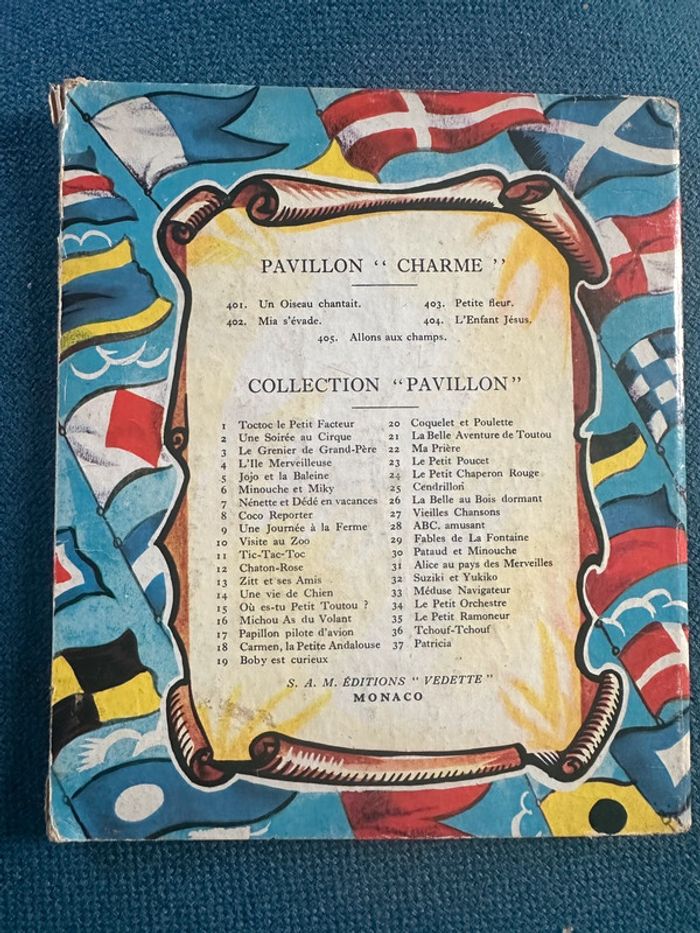 PAVILLON “ CHARME ”
401. Un Oiseau chantait.
402. Mia s'évade.
403. Petite fleur.
404. L'Enfant Jésus.
405. Allons aux champs.
COLLECTION “PAVILLON”
1 Toctoc le Petit Facteur
2 Une Soirée au Cirque
3 Le Grenier de Grand-Père
4 L'Ile Merveilleuse
5 Jojo et la Baleine
6 Minouche et Miky
7 Nénette et Dédé en vacances
8 Coco Reporter
9 Une Journée à la Ferme
10 Visite au Zoo
11 Tic-Tac-Toc
12 Chaton-Rose
13 Zitt et ses Amis
14 Une vie de Chien
15 Où es-tu Petit Toutou ?
16 Michou As du Volant
17 Papillon pilote d'avion
18 Carmen, la Petite Andalouse
19 Boby est curieux
20 Coquelet et Poulette
21 La Belle Aventure de Toutou
22 Ma Prière
23 Le Petit Poucet
24 Le Petit Chaperon Rouge
25 Cendrillon
26 La Belle au Bois dormant
27 Vieilles Chansons
28 ABC. amusant
29 Fables de La Fontaine
30 Pataud et Minouche
31 Alice au pays des Merveilles
32 Suziki et Yukiko
33 Méduse Navigateur
34 Le Petit Orchestre
35 Le Petit Ramoneur
36 Tchouf-Tchouf
37 Patricia
S. A. M. ÉDITIONS “ VEDETTE ”
MONACO